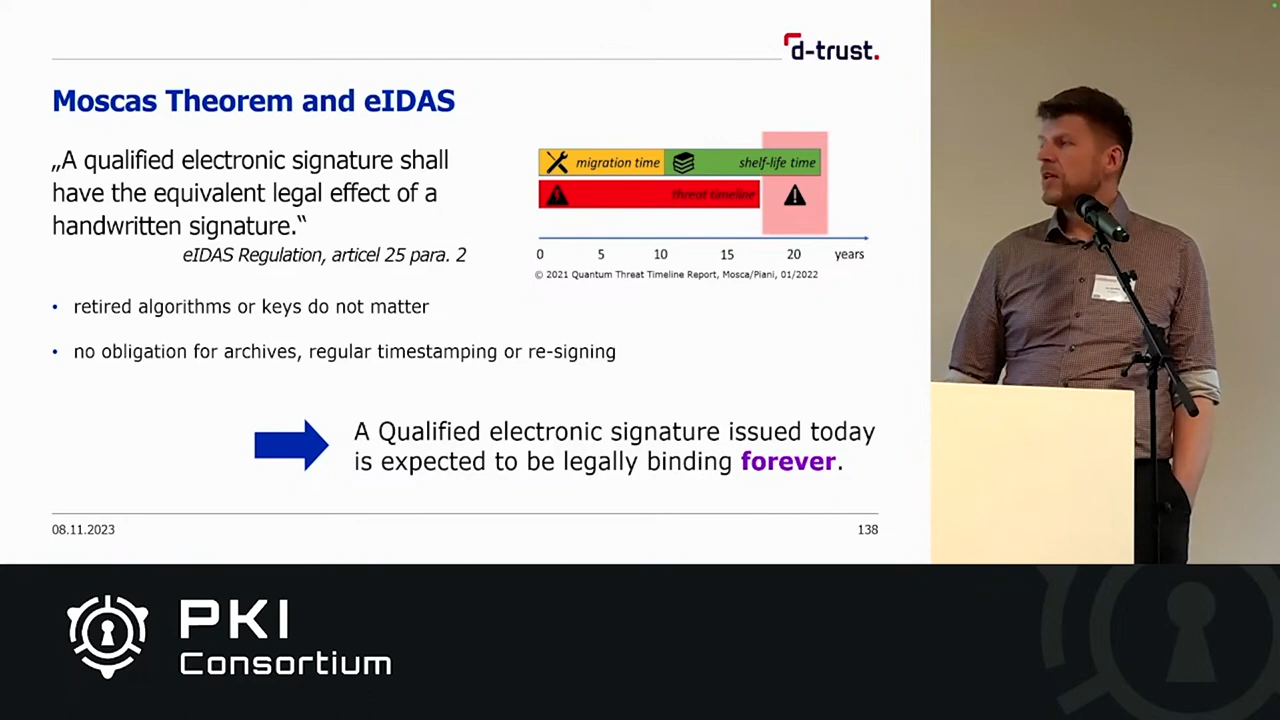 d-trust.
Moscas Theorem and eIDAS
„A qualified electronic signature shall
have the equivalent legal effect of a
handwritten signature.“
eIDAS Regulation, articel 25 para. 2
migration time
shelf-life time
threat timeline
0 5 10 15 20 years
© 2021 Quantum Threat Timeline Report, Mosca/Piani, 01/2022
• retired algorithms or keys do not matter
• no obligation for archives, regular timestamping or re-signing
A Qualified electronic signature issued today
is expected to be legally binding forever.
08.11.2023
138
PKI
Consortium